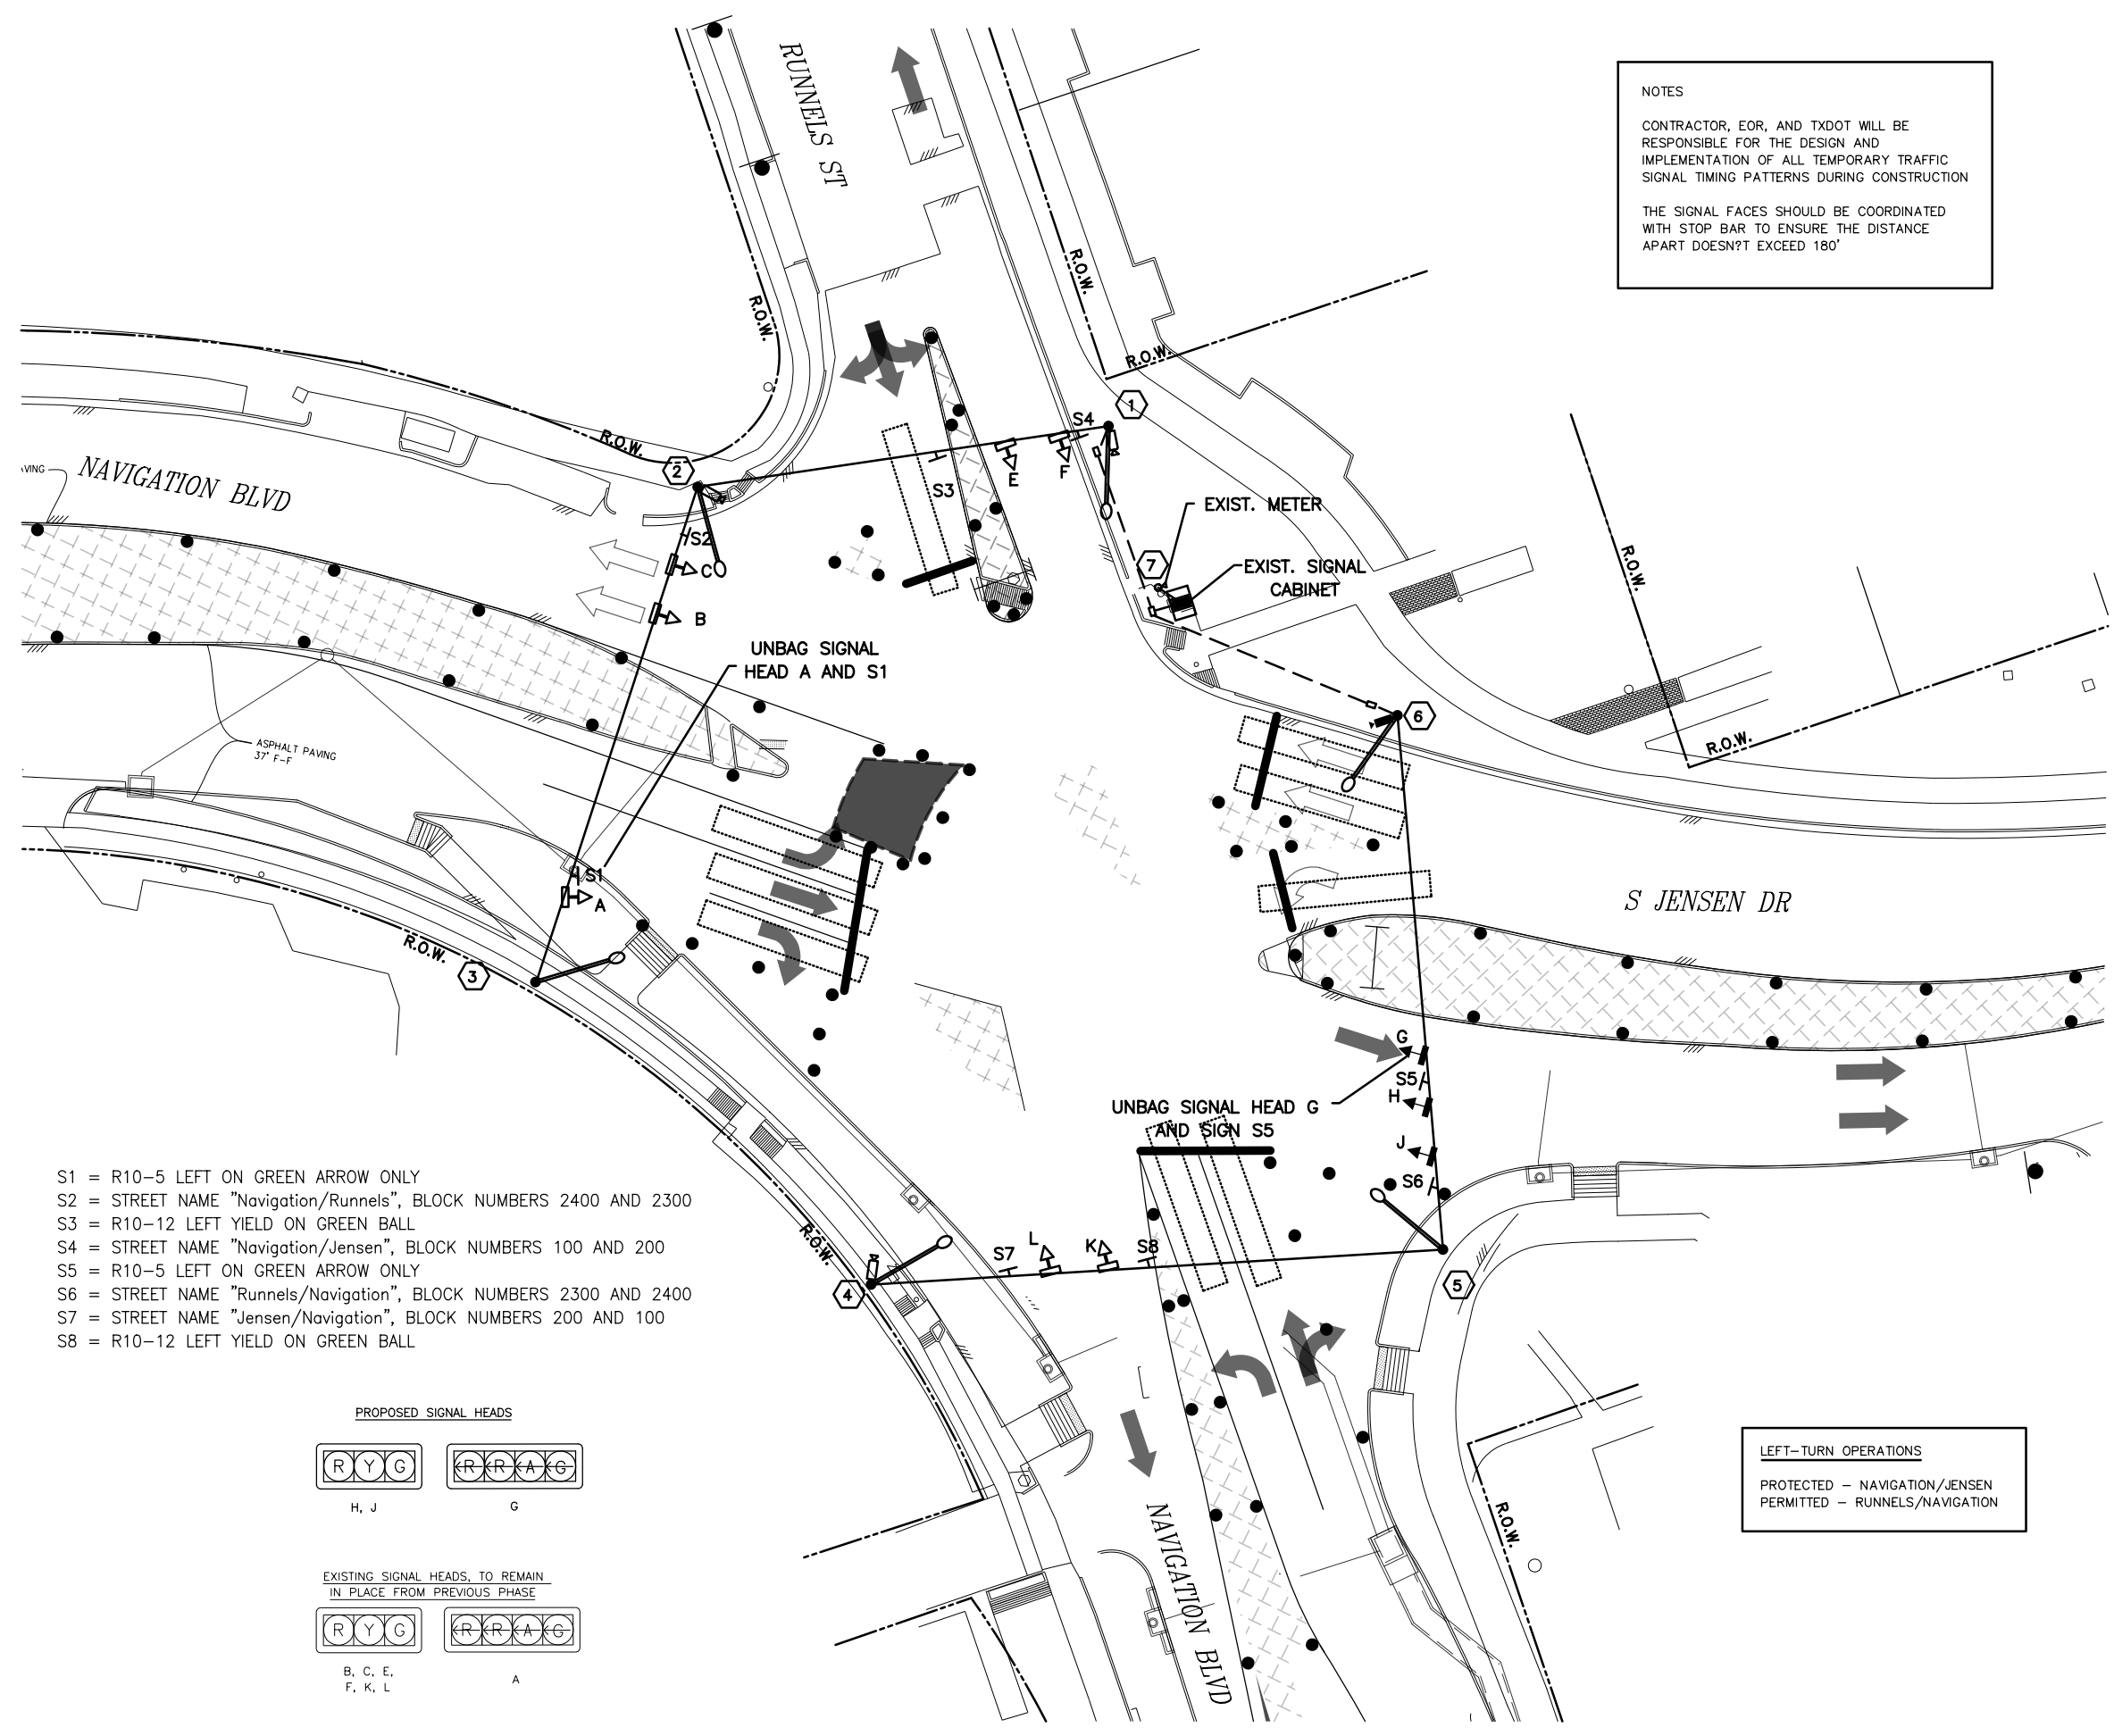 RUNNELS ST
NOTES
CONTRACTOR, EOR, AND TXDOT WILL BE
RESPONSIBLE FOR THE DESIGN AND
IMPLEMENTATION OF ALL TEMPORARY TRAFFIC
SIGNAL TIMING PATTERNS DURING CONSTRUCTION
THE SIGNAL FACES SHOULD BE COORDINATED
WITH STOP BAR TO ENSURE THE DISTANCE
APART DOESN?T EXCEED 180'
R.O.W.
R.O.W.
R.O.W.
1
S4
R.O.W.
2
E
F
S3
VING
NAVIGATION BLVD
EXIST. METER
S2
C
7
EXIST. SIGNAL
CABINET
R.O.W.
B
UNBAG SIGNAL
HEAD A AND S1
6
R.O.W.
ASPHALT PAVING
37' F-F
S1
A
S JENSEN DR
R.O.W.
3
G
S5
H
UNBAG SIGNAL HEAD G
AND SIGN S5
J
S6
S1 = R10-5 LEFT ON GREEN ARROW ONLY
S2 = STREET NAME "Navigation/Runnels", BLOCK NUMBERS 2400 AND 2300
S3 = R10-12 LEFT YIELD ON GREEN BALL
S4 = STREET NAME "Navigation/Jensen", BLOCK NUMBERS 100 AND 200
S5 = R10-5 LEFT ON GREEN ARROW ONLY
S6 = STREET NAME "Runnels/Navigation", BLOCK NUMBERS 2300 AND 2400
S7 = STREET NAME "Jensen/Navigation", BLOCK NUMBERS 200 AND 100
S8 = R10-12 LEFT YIELD ON GREEN BALL
R.O.W.
S7
L
K
S8
4
5
PROPOSED SIGNAL HEADS
R Y G
R R A G
H, J
G
LEFT-TURN OPERATIONS
PROTECTED - NAVIGATION/JENSEN
PERMITTED - RUNNELS/NAVIGATION
R.O.W.
NAVIGATION BLVD
EXISTING SIGNAL HEADS, TO REMAIN
IN PLACE FROM PREVIOUS PHASE
R Y G
R R A G
B, C, E,
F, K, L
A